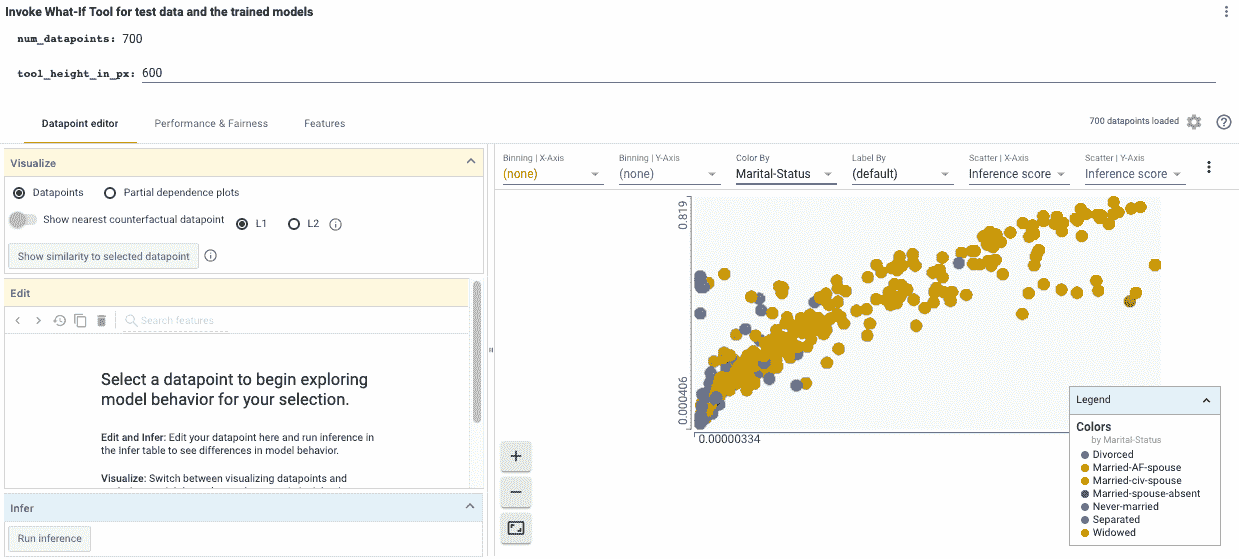 Invoke What-If Tool for test data and the trained models
num_datapoints: 700
tool_height_in_px: 600
Datapoint editor Performance & Fairness Features 700 datapoints loaded
Visualize
Datapoints Partial dependence plots
Show nearest counterfactual datapoint L1 L2
Show similarity to selected datapoint
Edit
Search features
Select a datapoint to begin exploring
model behavior for your selection.
Edit and Infer: Edit your datapoint here and run inference in
the Infer table to see differences in model behavior.
Visualize: Switch between visualizing datapoints and
Infer
Run inference
Binning | X-Axis Binning | Y-Axis Color By Label By Scatter | X-Axis Scatter | Y-Axis
(none) (none) Marital-Status (default) Inference score Inference score
0.819
0.000406
0.00000334
Legend
Colors
by Marital-Status
Divorced
Married-AF-spouse
Married-civ-spouse
Married-spouse-absent
Never-married
Separated
Widowed